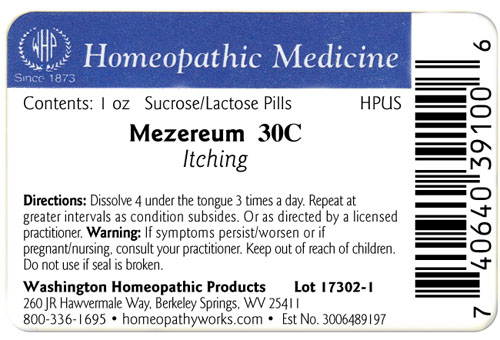 WHP
Since 1873
Homeopathic Medicine
Contents: 1 oz Sucrose/Lactose Pills HPUS
Mezereum 30C
Itching
Directions: Dissolve 4 under the tongue 3 times a day. Repeat at
greater intervals as condition subsides. Or as directed by a licensed
practitioner. Warning: If symptoms persist/worsen or if
pregnant/nursing, consult your practitioner. Keep out of reach of children.
Do not use if seal is broken.
Washington Homeopathic Products Lot 17302-1
260 JR Hawvermale Way, Berkeley Springs, WV 25411
800-336-1695 • homeopathyworks.com • Est No. 3006489197
7 40640 39100 6